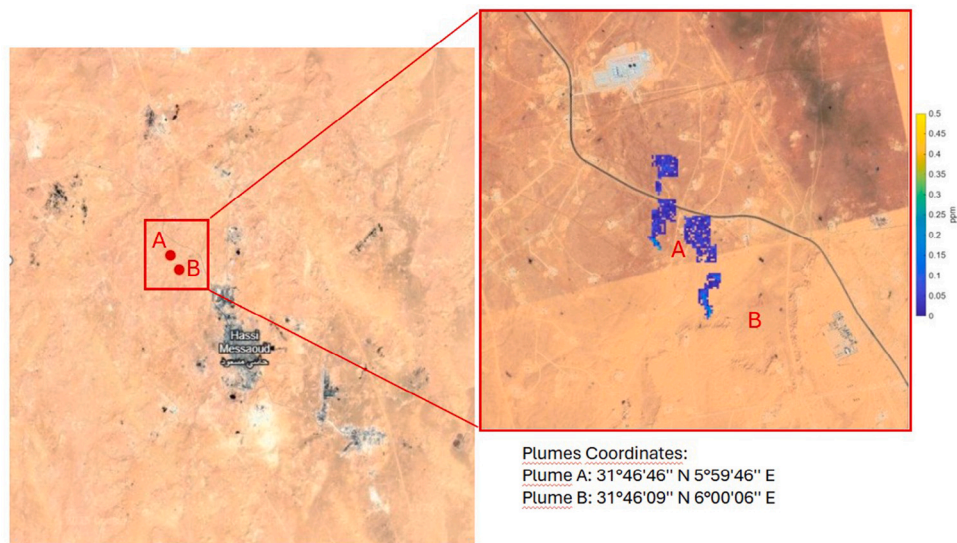 A
B
Hassi
Messaoud
حاسي مسعود
A
B
0.5
0.45
0.4
0.35
0.3
0.25
0.2
0.15
0.1
0.05
0
ppm
Plumes Coordinates:
Plume A: 31°46'46'' N 5°59'46'' E
Plume B: 31°46'09'' N 6°00'06'' E